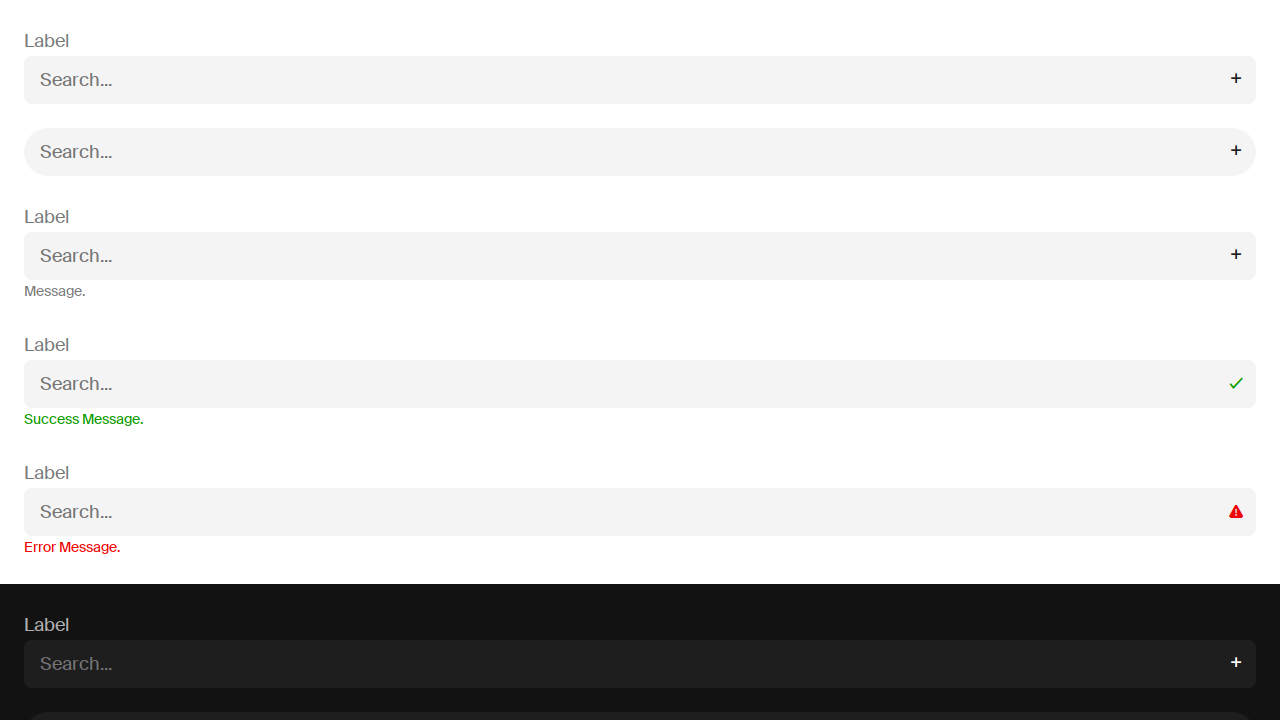 Label
Search...
+
Search...
+
Label
Search...
+
Message.
Label
Search...
Success Message.
Label
Search...
Error Message.
Label
Search...
+